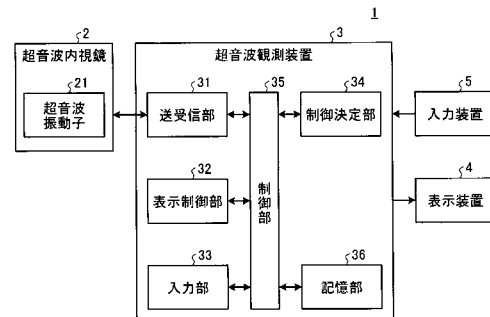 1
2
超音波内視鏡
21
超音波
振動子
3
超音波観測装置
31
送受信部
35
制御部
34
制御決定部
32
表示制御部
33
入力部
36
記憶部
5
入力装置
4
表示装置